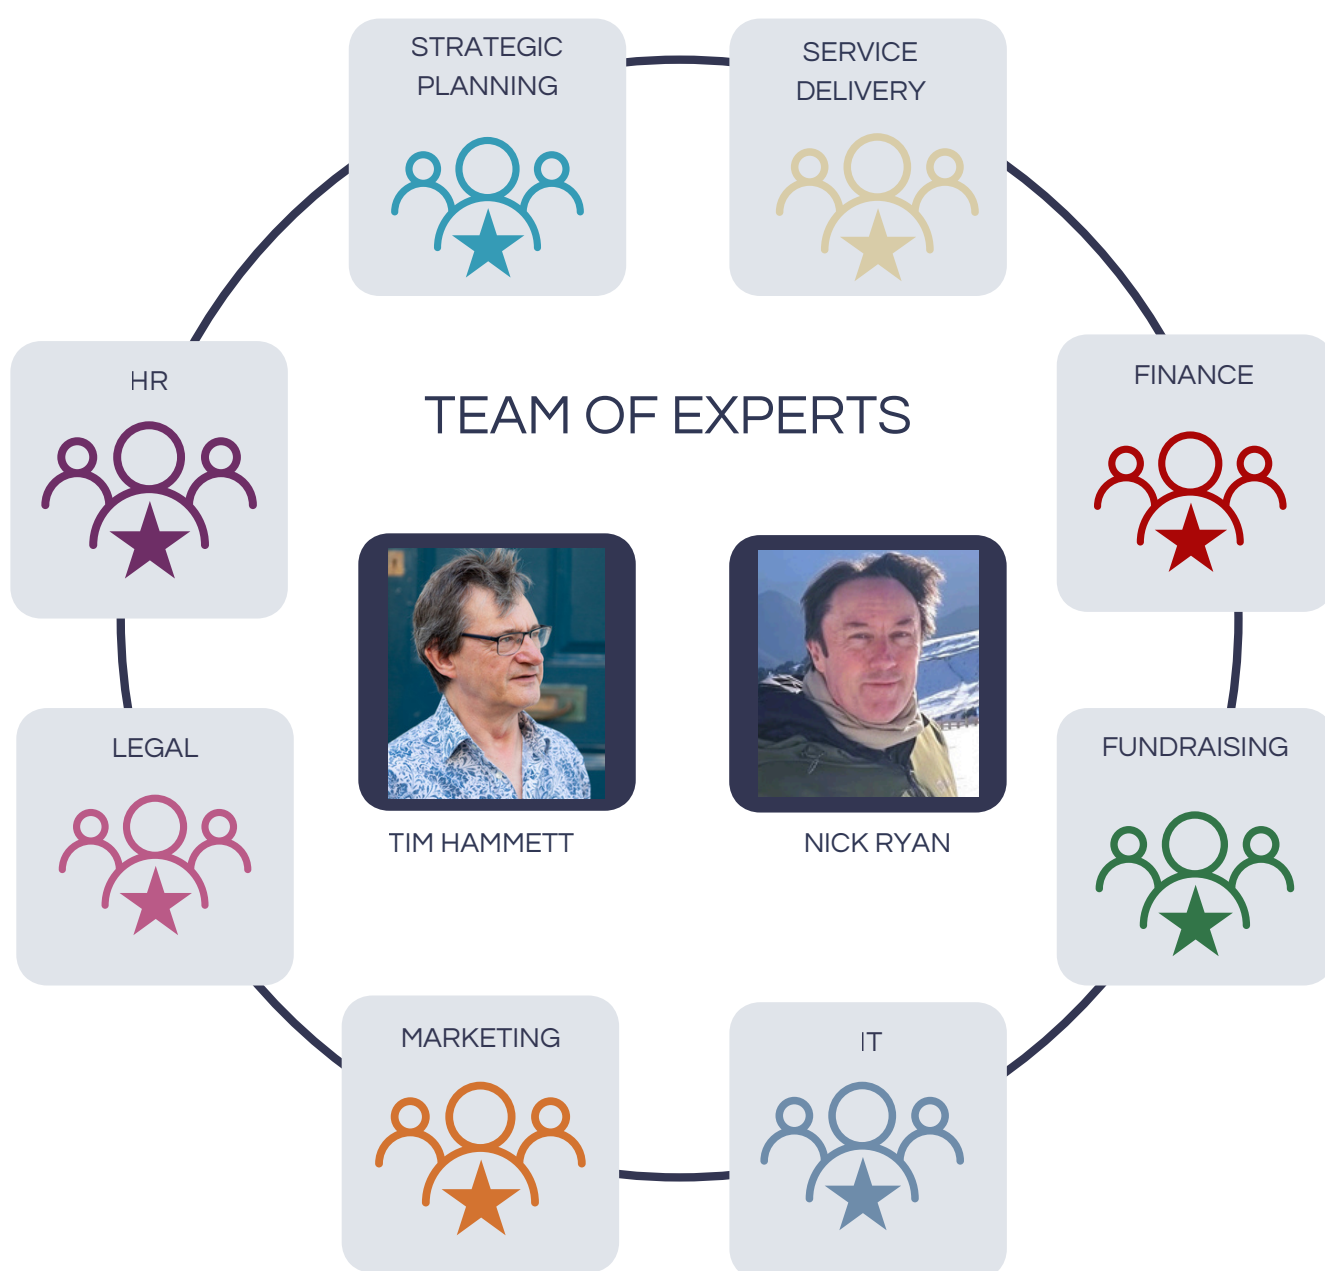 STRATEGIC
PLANNING
SERVICE
DELIVERY
HR
TEAM OF EXPERTS
FINANCE
LEGAL
FUNDRAISING
TIM HAMMETT
NICK RYAN
MARKETING
IT